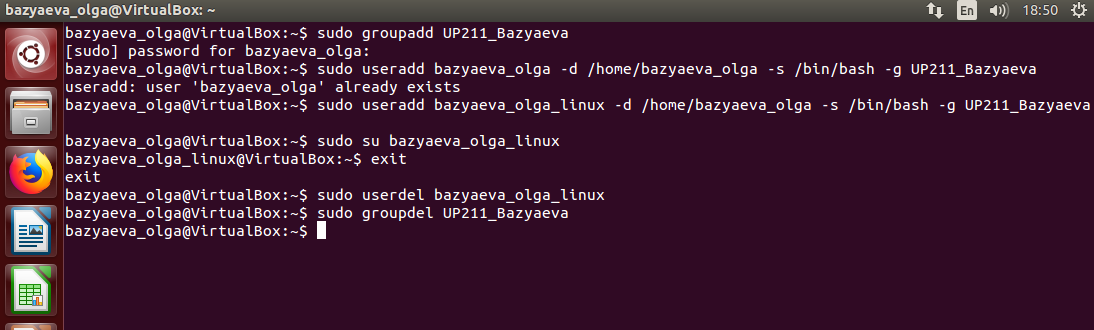 bazyaeva_olga@VirtualBox: ~
En
18:50
bazyaeva_olga@VirtualBox:~$ sudo groupadd UP211_Bazyaeva
[sudo] password for bazyaeva_olga:
bazyaeva_olga@VirtualBox:~$ sudo useradd bazyaeva_olga -d /home/bazyaeva_olga -s /bin/bash -g UP211_Bazyaeva
useradd: user 'bazyaeva_olga' already exists
bazyaeva_olga@VirtualBox:~$ sudo useradd bazyaeva_olga_linux -d /home/bazyaeva_olga -s /bin/bash -g UP211_Bazyaeva
bazyaeva_olga@VirtualBox:~$ sudo su bazyaeva_olga_linux
bazyaeva_olga_linux@VirtualBox:~$ exit
exit
bazyaeva_olga@VirtualBox:~$ sudo userdel bazyaeva_olga_linux
bazyaeva_olga@VirtualBox:~$ sudo groupdel UP211_Bazyaeva
bazyaeva_olga@VirtualBox:~$